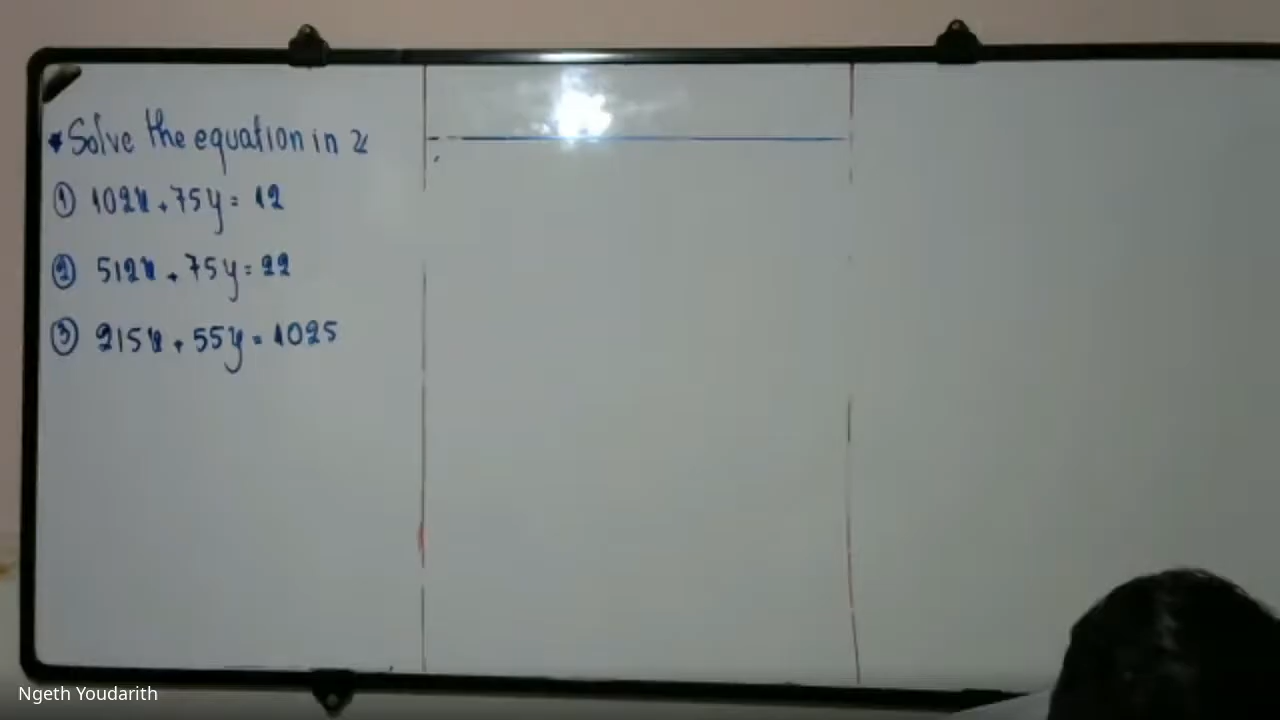 * Solve the equation in ℤ
① 102x + 75y = 12
② 512x + 75y = 22
③ 215x + 55y = 1025
Ngeth Youdarith